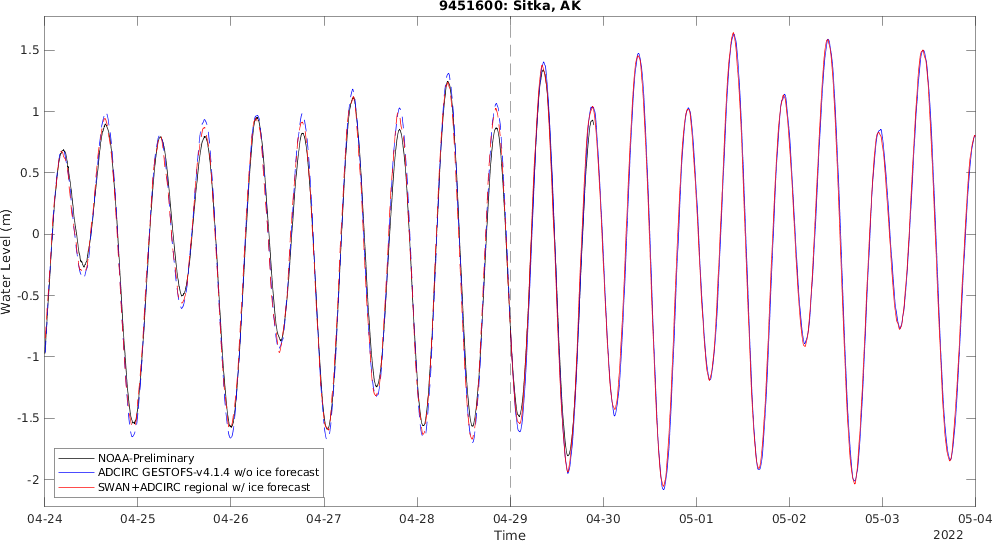 9451600: Sitka, AK
Water Level (m)
1.5
1
0.5
0
-0.5
-1
-1.5
-2
NOAA-Preliminary
ADCIRC GESTOFS-v4.1.4 w/o ice forecast
SWAN+ADCIRC regional w/ ice forecast
04-24 04-25 04-26 04-27 04-28 04-29 04-30 05-01 05-02 05-03 05-04
Time
2022